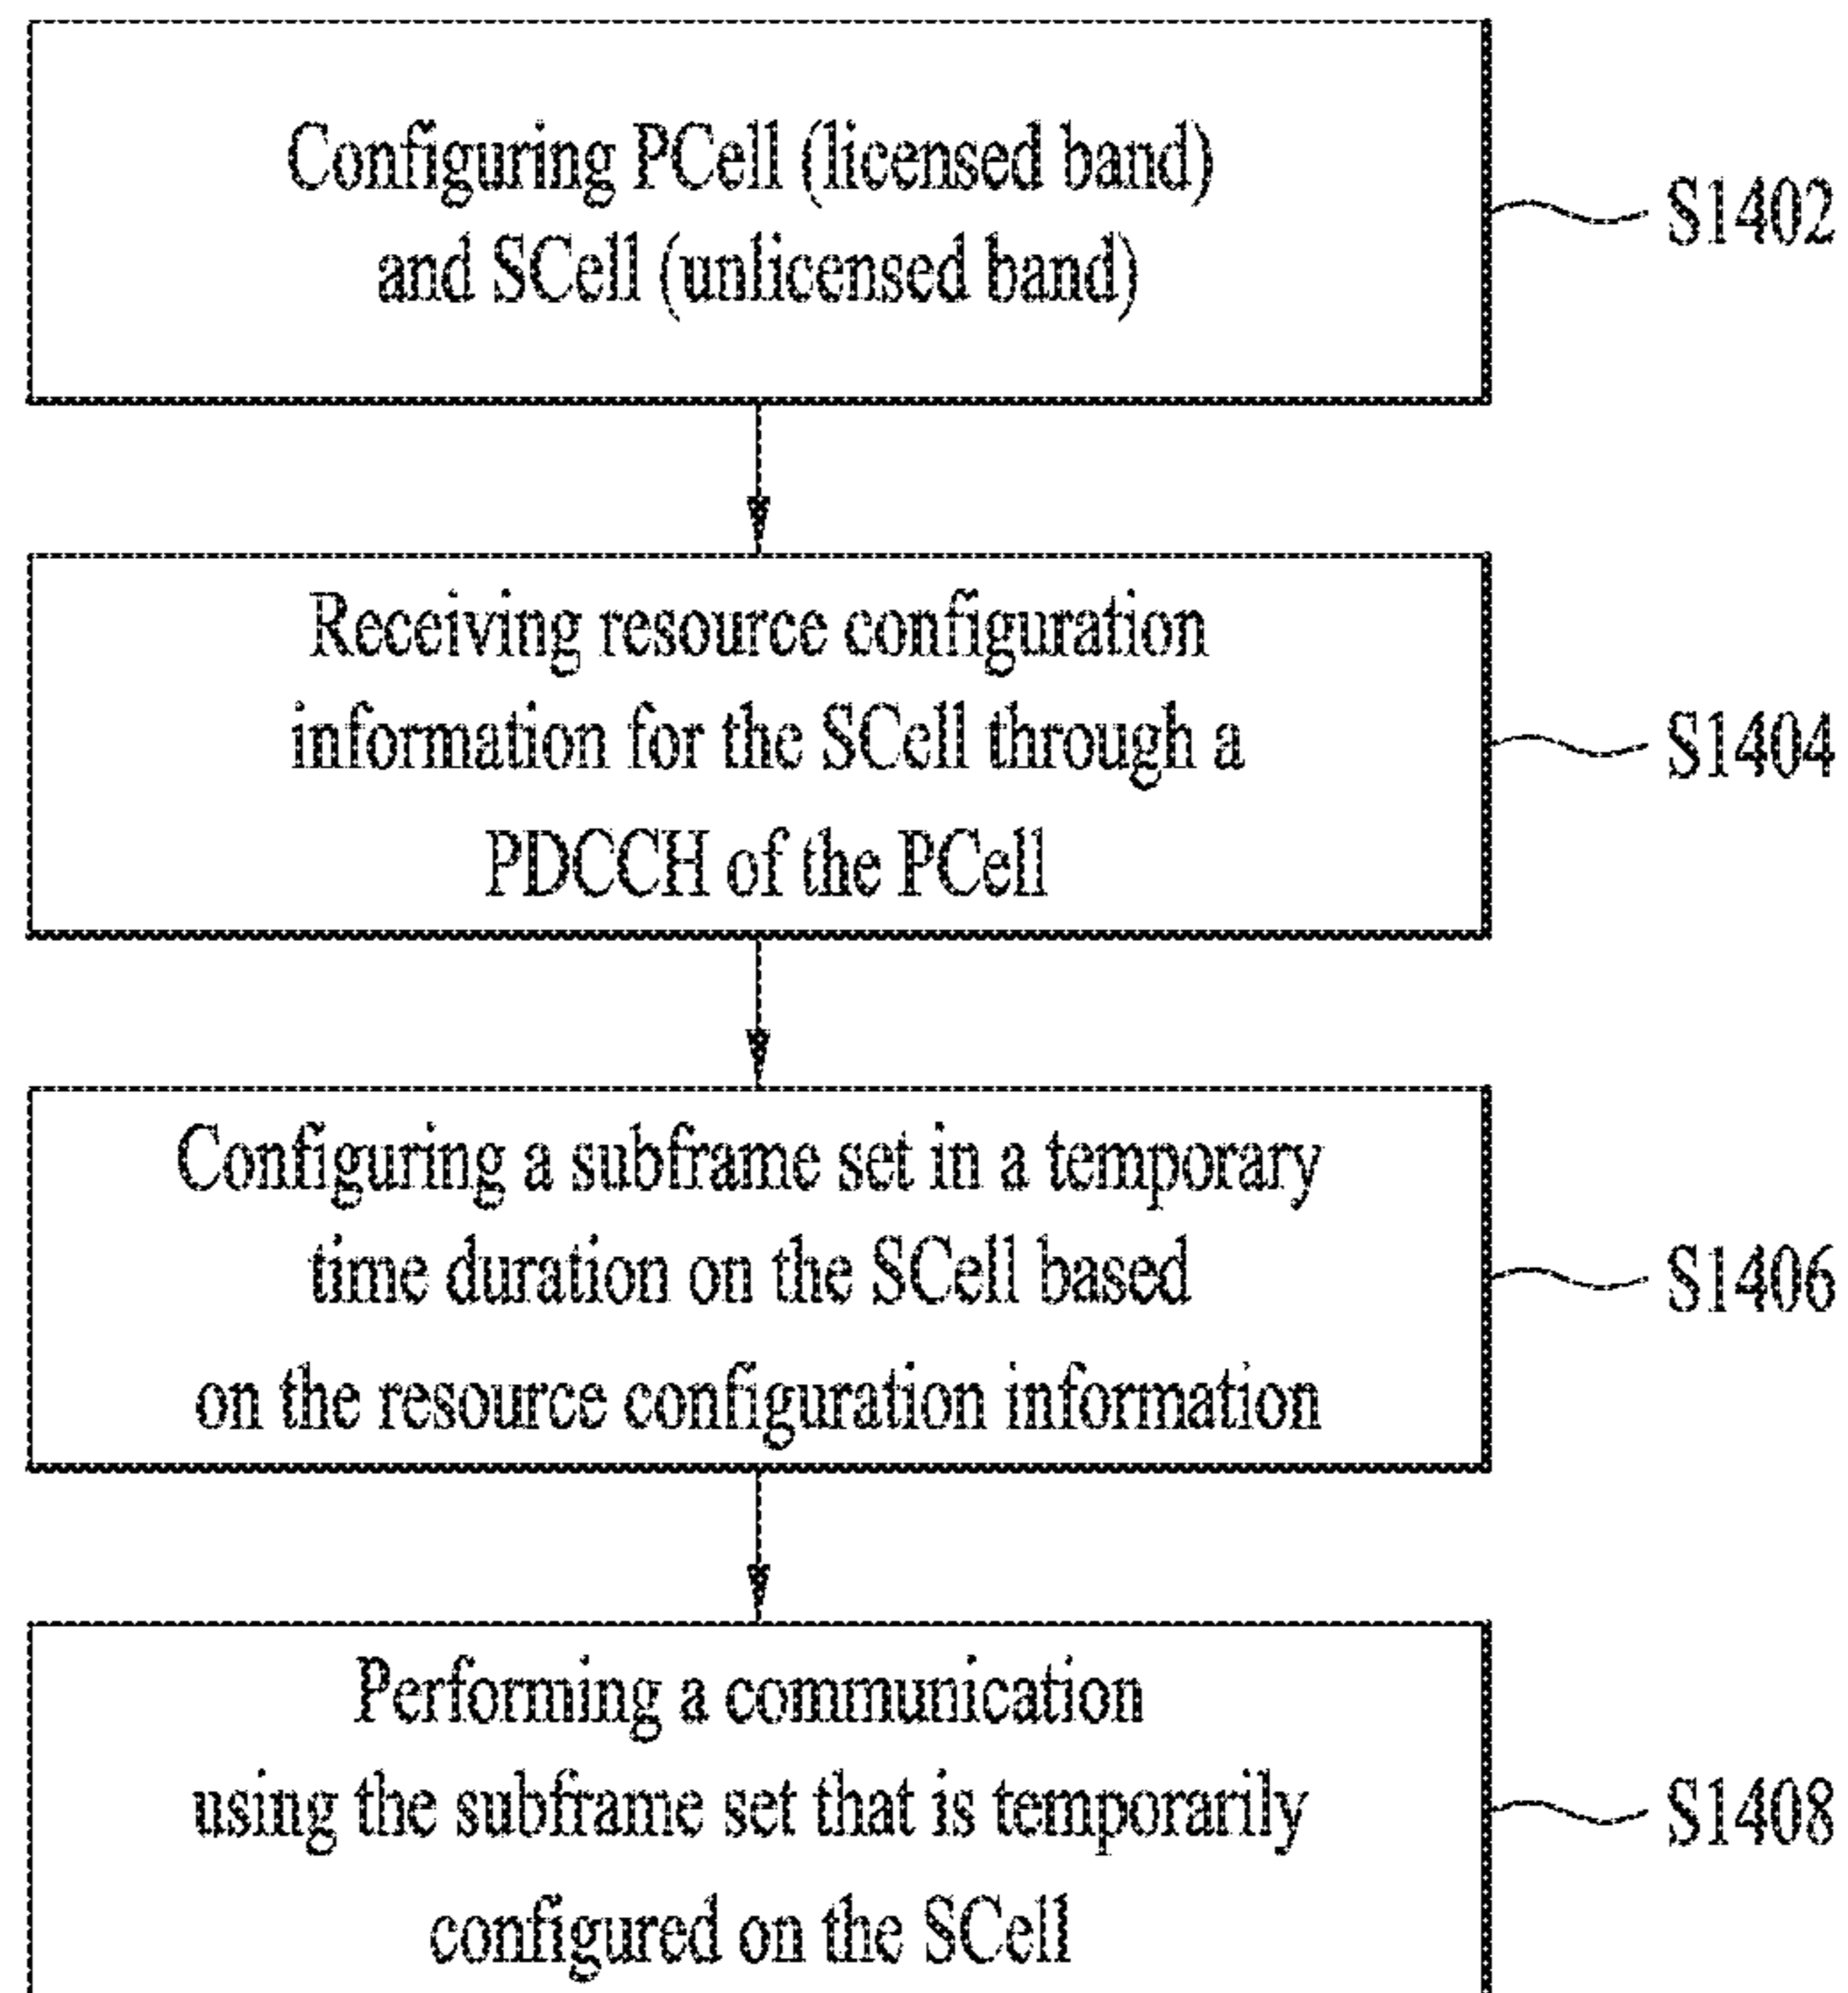 Configuring PCell (licensed band)
and SCell (unlicensed band)
S1402
Receiving resource configuration
information for the SCell through a
PDCCH of the PCell
S1404
Configuring a subframe set in a temporary
time duration on the SCell based
on the resource configuration information
S1406
Performing a communication
using the subframe set that is temporarily
configured on the SCell
S1408